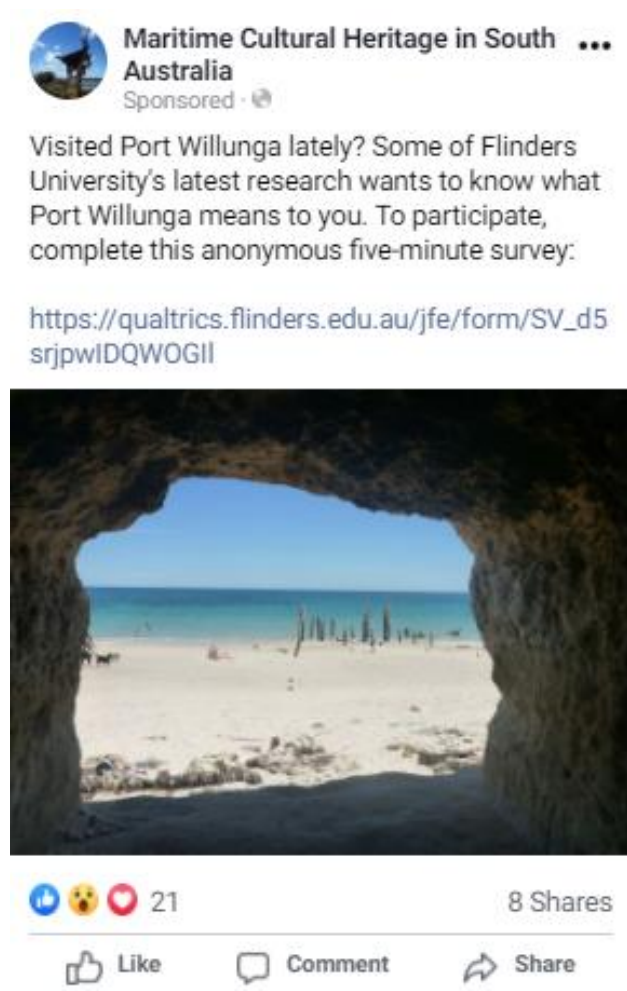 Maritime Cultural Heritage in South
Australia
Sponsored ·
Visited Port Willunga lately? Some of Flinders
University's latest research wants to know what
Port Willunga means to you. To participate,
complete this anonymous five-minute survey:
https://qualtrics.flinders.edu.au/jfe/form/SV_d5
srjpwIDQWOGIl
21
8 Shares
Like
Comment
Share